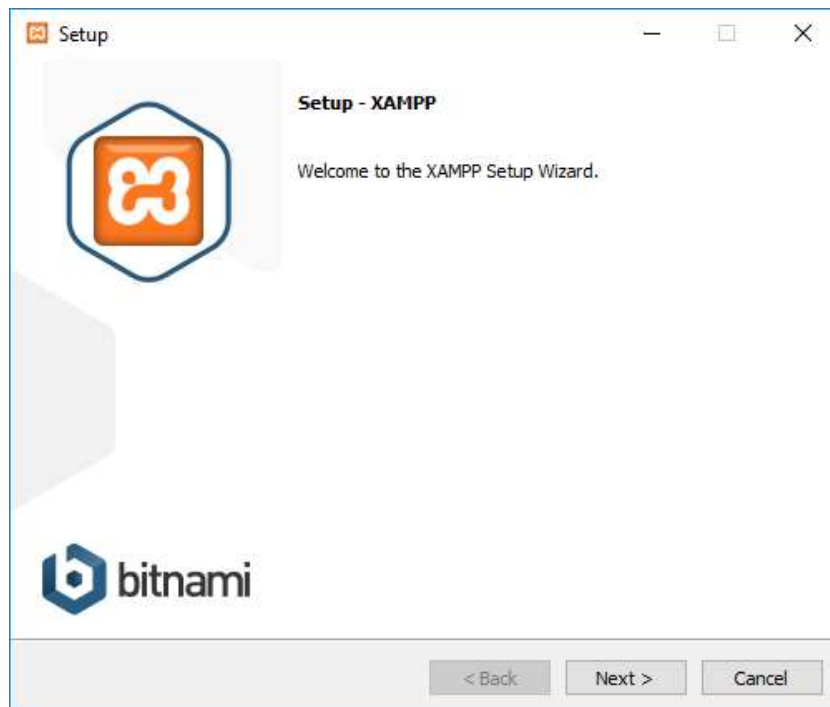 Setup
Setup - XAMPP
Welcome to the XAMPP Setup Wizard.
bitnami
< Back
Next >
Cancel